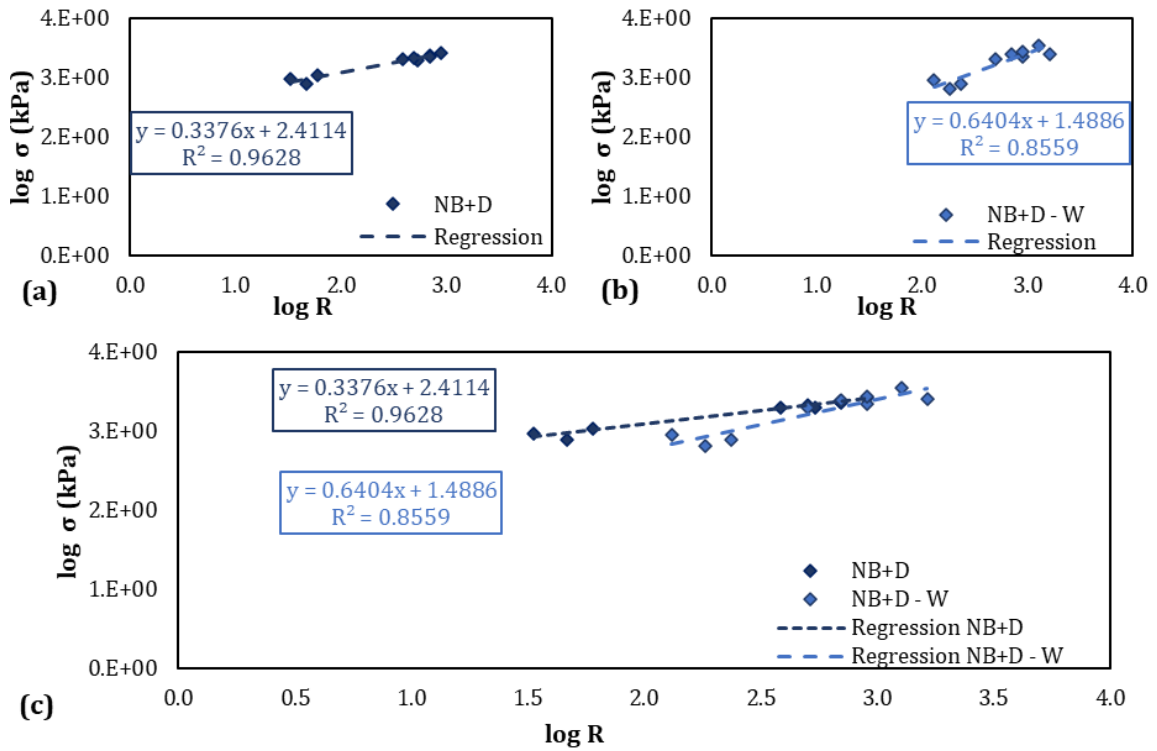 4.E+00
3.E+00
2.E+00
1.E+00
0.E+00
log σ (kPa)
y = 0.3376x + 2.4114
R² = 0.9628
NB+D
Regression
0.0 1.0 2.0 3.0 4.0
log R
(a)
4.E+00
3.E+00
2.E+00
1.E+00
0.E+00
log σ (kPa)
y = 0.6404x + 1.4886
R² = 0.8559
NB+D - W
Regression
0.0 1.0 2.0 3.0 4.0
log R
(b)
4.E+00
3.E+00
2.E+00
1.E+00
0.E+00
log σ (kPa)
y = 0.3376x + 2.4114
R² = 0.9628
y = 0.6404x + 1.4886
R² = 0.8559
NB+D
NB+D - W
Regression NB+D
Regression NB+D - W
0.0 0.5 1.0 1.5 2.0 2.5 3.0 3.5 4.0
log R
(c)